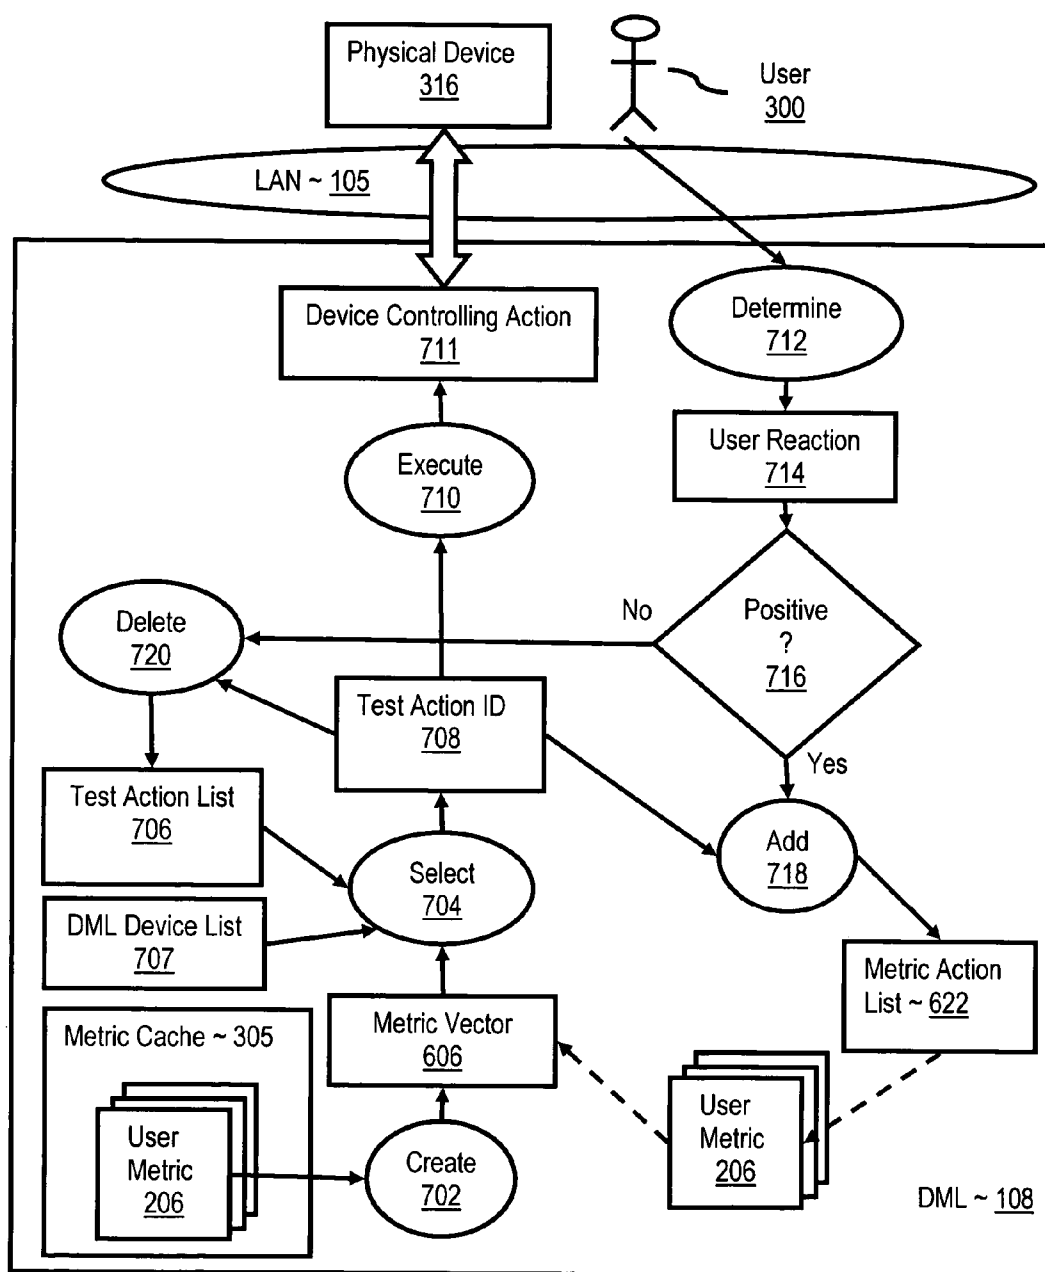 Physical Device
316
User
300
LAN ~ 105
Device Controlling Action
711
Determine
712
User Reaction
714
Execute
710
Positive
?
716
No
Yes
Delete
720
Test Action ID
708
Test Action List
706
Select
704
Add
718
DML Device List
707
Metric Action
List ~ 622
Metric Vector
606
Metric Cache ~ 305
User
Metric
206
Create
702
User
Metric
206
DML ~ 108